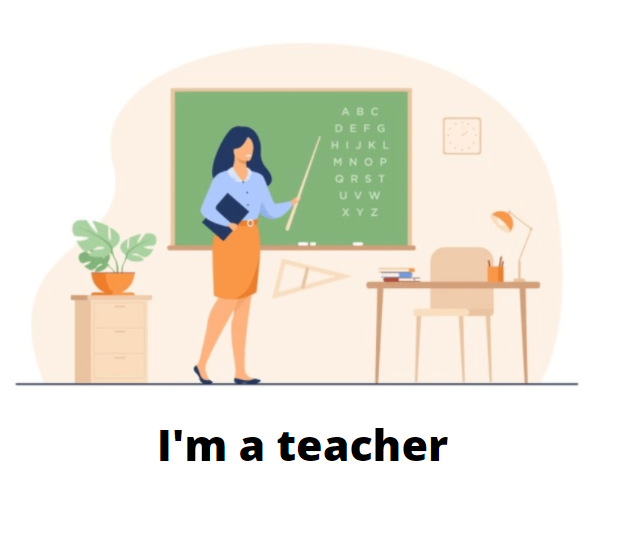 A B C
D E F G
H I J K L
M N O P
Q R S T
U V W
X Y Z
I'm a teacher